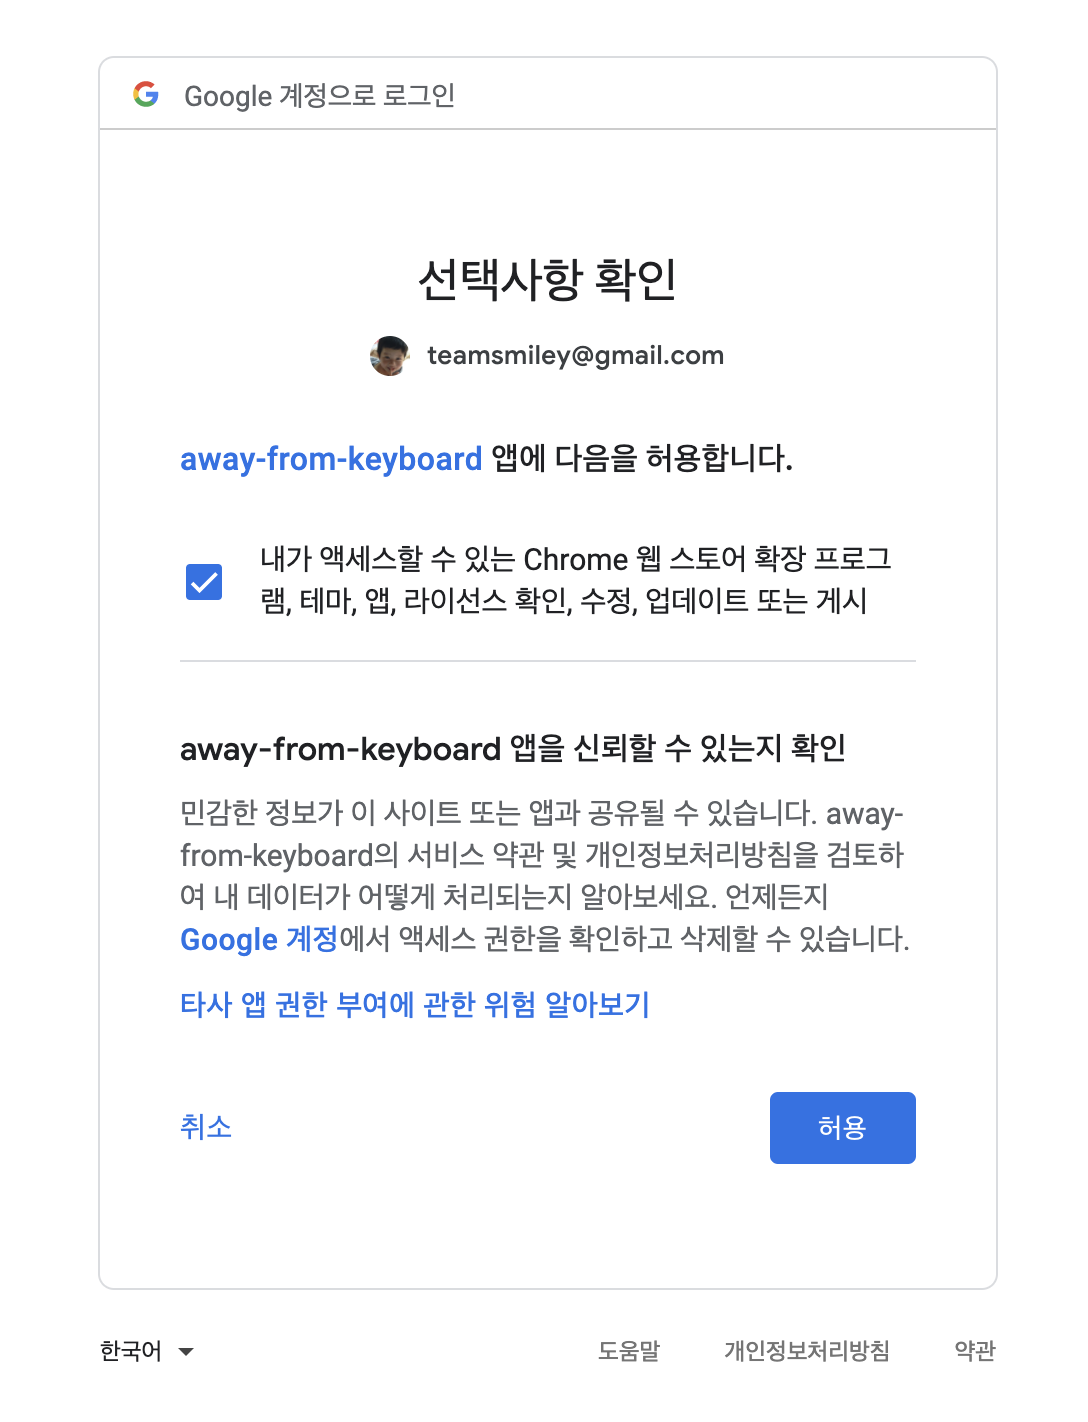 Google 계정으로 로그인
선택사항 확인
teamsmiley@gmail.com
away-from-keyboard 앱에 다음을 허용합니다.
내가 액세스할 수 있는 Chrome 웹 스토어 확장 프로그
램, 테마, 앱, 라이선스 확인, 수정, 업데이트 또는 게시
away-from-keyboard 앱을 신뢰할 수 있는지 확인
민감한 정보가 이 사이트 또는 앱과 공유될 수 있습니다. away-
from-keyboard의 서비스 약관 및 개인정보처리방침을 검토하
여 내 데이터가 어떻게 처리되는지 알아보세요. 언제든지
Google 계정에서 액세스 권한을 확인하고 삭제할 수 있습니다.
타사 앱 권한 부여에 관한 위험 알아보기
취소 허용
한국어 도움말 개인정보처리방침 약관